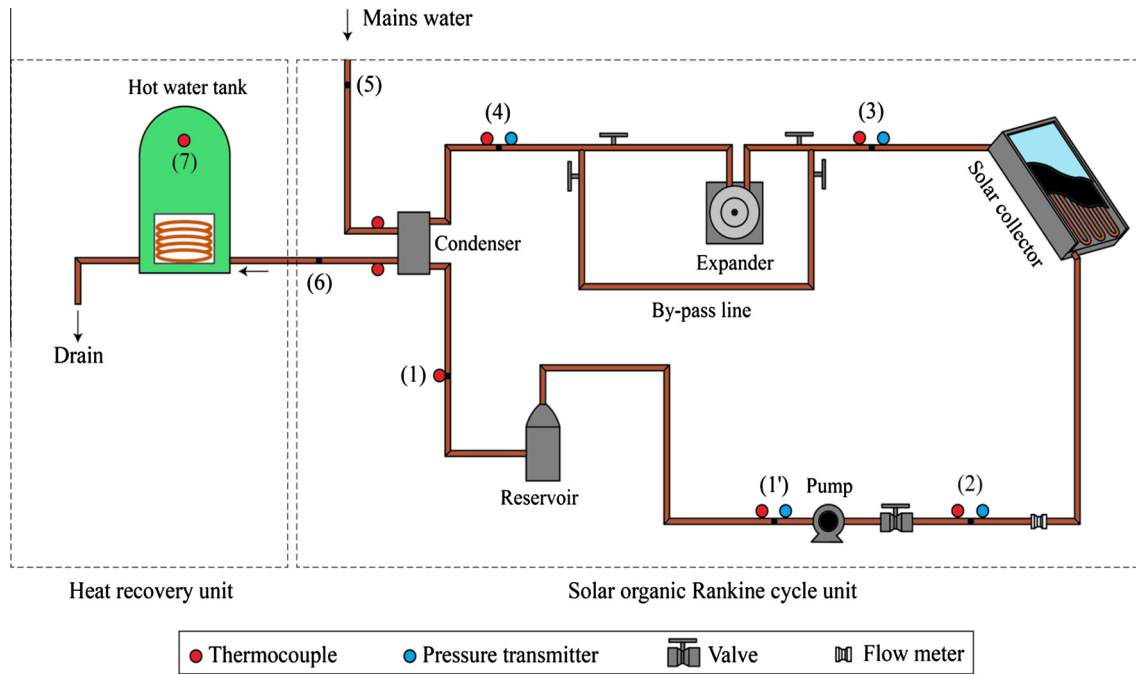 Mains water
(5)
Hot water tank
(7)
(4)
(3)
Solar collector
Condenser
Expander
(6)
By-pass line
Drain
(1)
Reservoir
(1')
Pump
(2)
Heat recovery unit
Solar organic Rankine cycle unit
Thermocouple
Pressure transmitter
Valve
Flow meter